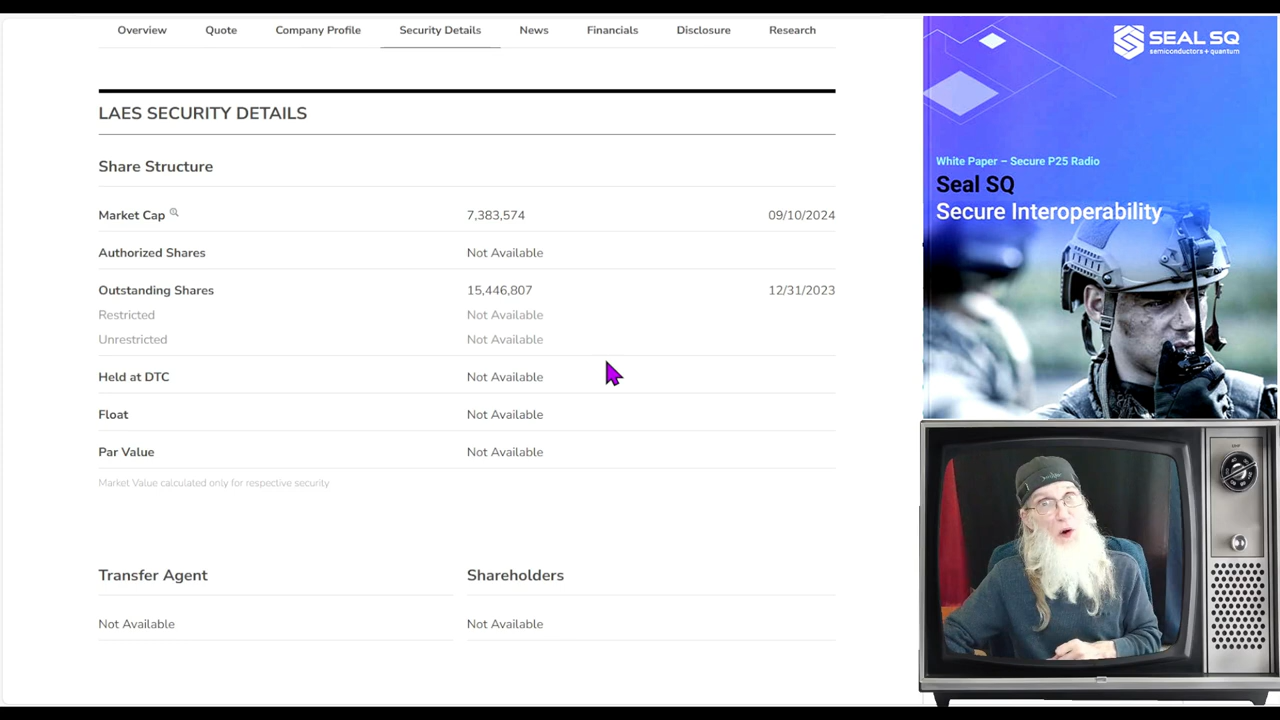 Overview Quote Company Profile Security Details News Financials Disclosure Research
LAES SECURITY DETAILS
Share Structure
Market Cap 7,383,574 09/10/2024
Authorized Shares Not Available
Outstanding Shares 15,446,807 12/31/2023
Restricted Not Available
Unrestricted Not Available
Held at DTC Not Available
Float Not Available
Par Value Not Available
Market Value calculated only for respective security
Transfer Agent Shareholders
Not Available Not Available
SEAL SQ
semiconductors + quantum
White Paper – Secure P25 Radio
Seal SQ
Secure Interoperability